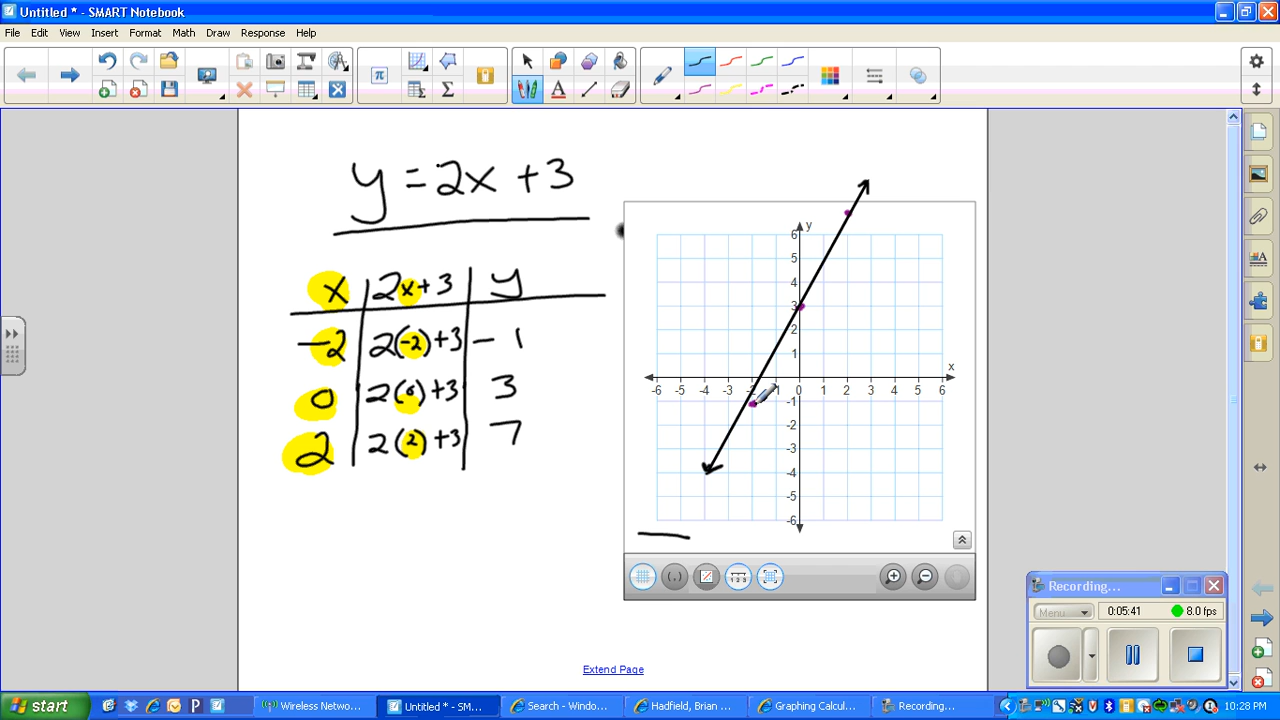 Untitled * - SMART Notebook
File Edit View Insert Format Math Draw Response Help
y = 2x + 3
x 2x + 3 y
-2 2(-2) + 3 -1
0 2(0) + 3 3
2 2(2) + 3 7
y
6
5
4
3
2
1
x
-6 -5 -4 -3 -2 0 1 2 3 4 5 6
-1
-2
-3
-4
-5
-6
1 2 3
Extend Page
Recording...
Menu 0:05:41 8.0 fps
start Wireless Netwo... Untitled * - SM... Search - Windo... Hadfield, Brian ... Graphing Calcul... Recording... 10:28 PM